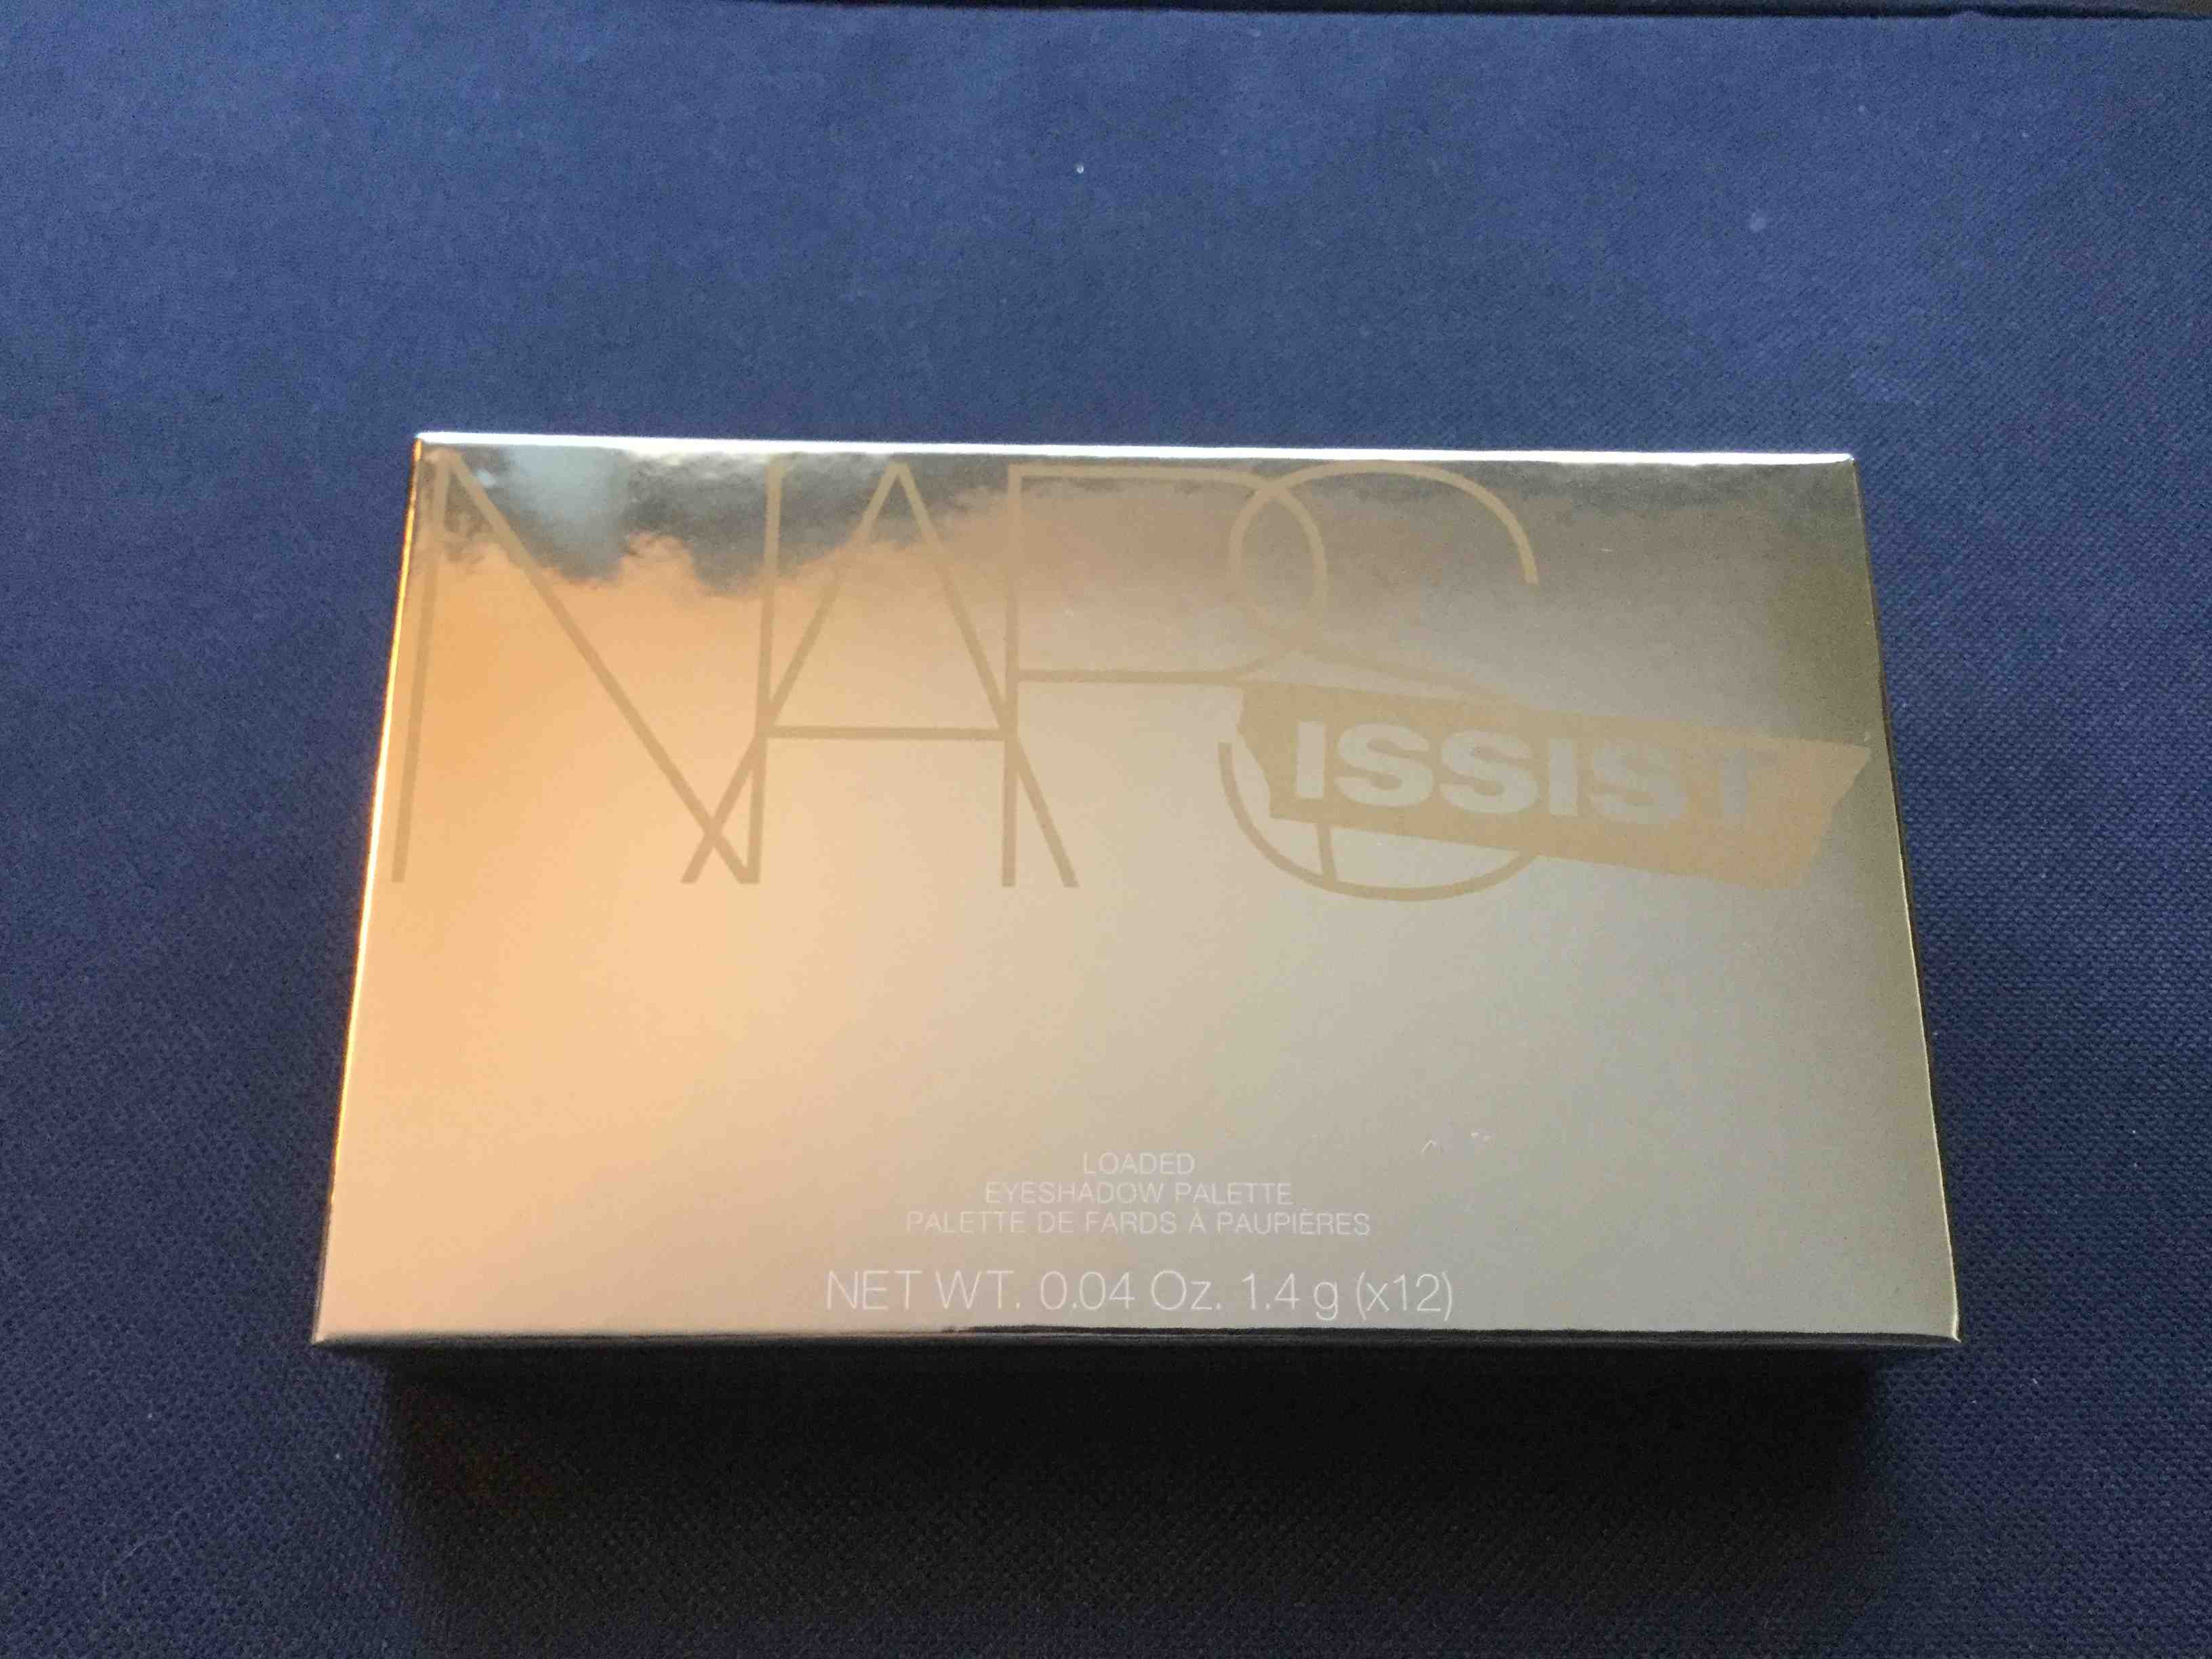 NARS
ISSIST
LOADED
EYESHADOW PALETTE
PALETTE DE FARDS À PAUPIÈRES
NET WT. 0.04 Oz. 1.4 g (x12)